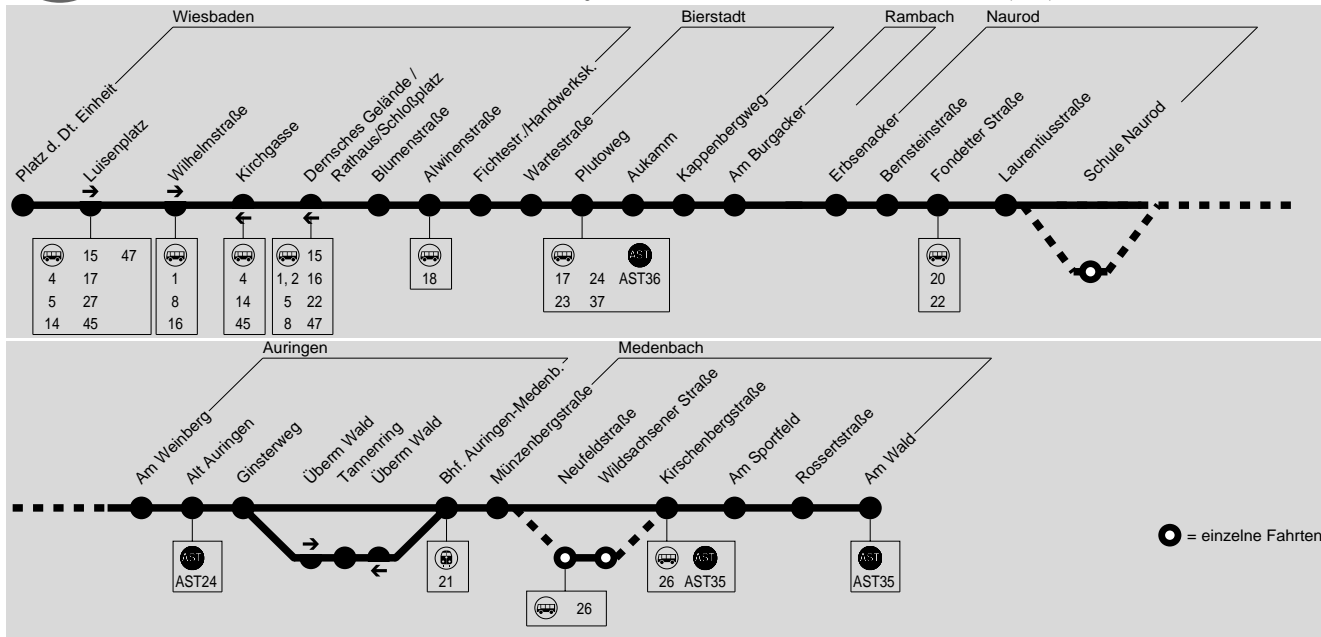 Wiesbaden
Bierstadt
Rambach
Naurod
Platz d. Dt. Einheit
Luisenplatz
Wilhelmstraße
Kirchgasse
Dernsches Gelände /
Rathaus/Schloßplatz
Blumenstraße
Alwinenstraße
Fichtestr./Handwerksk.
Wartestraße
Plutoweg
Aukamm
Kappenbergweg
Am Burgacker
Erbsenacker
Bernsteinstraße
Fondetter Straße
Laurentiusstraße
Schule Naurod
15 47
4 17
5 27
14 45
1
8
16
4
14
45
15
1, 2 16
5 22
8 47
18
AST
17 24 AST36
23 37
20
22
Auringen
Medenbach
Am Weinberg
Alt Auringen
Ginsterweg
Überm Wald
Tannenring
Überm Wald
Bhf. Auringen-Medenb.
Münzenbergstraße
Neufeldstraße
Wildsachsener Straße
Kirschenbergstraße
Am Sportfeld
Rossertstraße
Am Wald
AST
AST24
21
26
AST
26 AST35
AST
AST35
= einzelne Fahrten